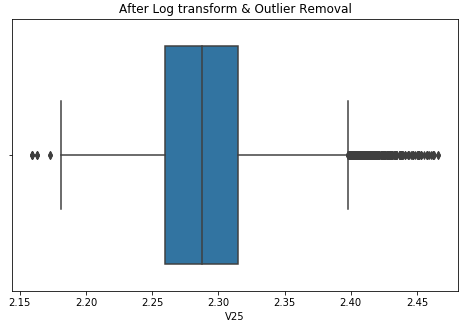 After Log transform & Outlier Removal
2.15 2.20 2.25 2.30 2.35 2.40 2.45
V25